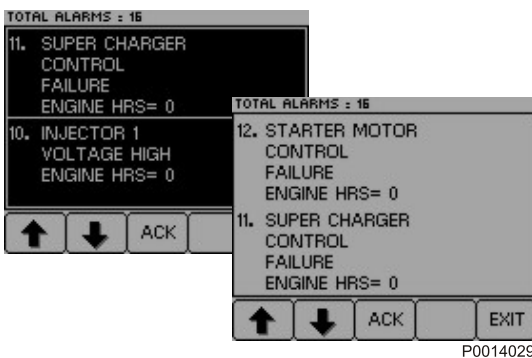 TOTAL ALARMS : 16
11. SUPER CHARGER
CONTROL
FAILURE
ENGINE HRS= 0
10. INJECTOR 1
VOLTAGE HIGH
ENGINE HRS= 0
ACK
TOTAL ALARMS : 16
12. STARTER MOTOR
CONTROL
FAILURE
ENGINE HRS= 0
11. SUPER CHARGER
CONTROL
FAILURE
ENGINE HRS= 0
ACK EXIT
P0014029